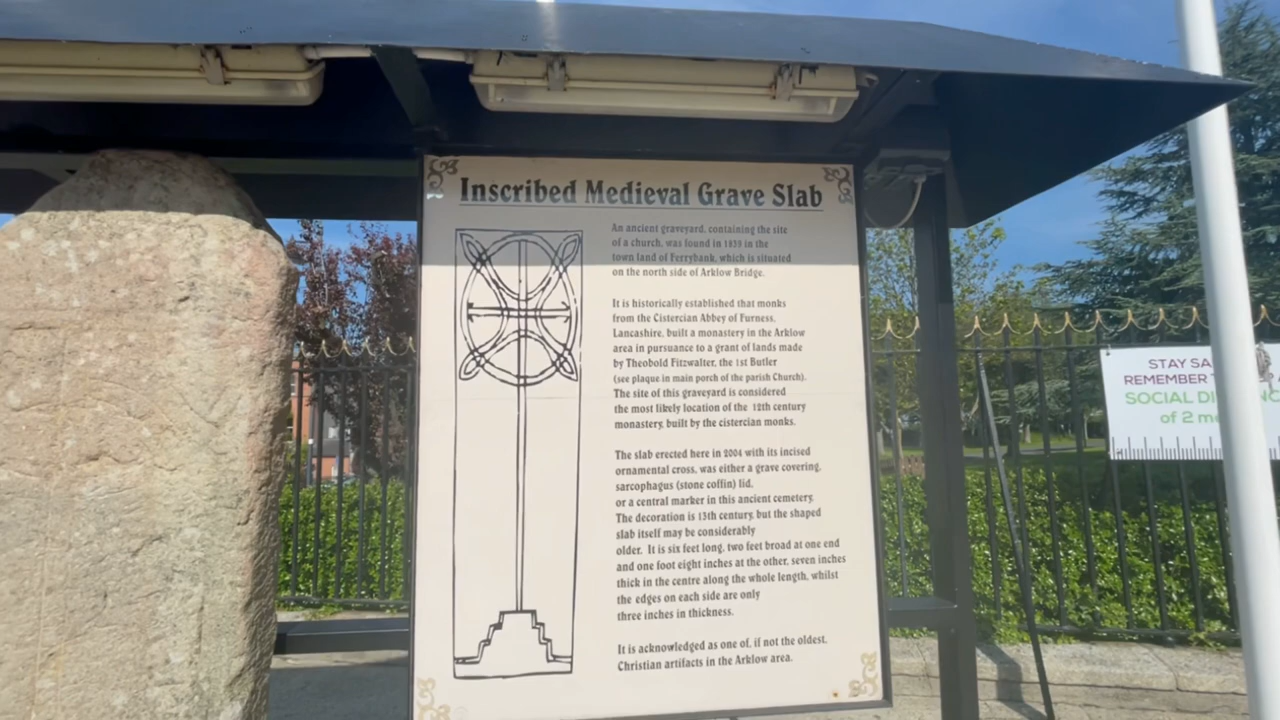 Inscribed Medieval Grave Slab
An ancient graveyard, containing the site
of a church, was found in 1839 in the
town land of Ferrybank, which is situated
on the north side of Arklow Bridge.
It is historically established that monks
from the Cistercian Abbey of Furness,
Lancashire, built a monastery in the Arklow
area in pursuance to a grant of lands made
by Theobold Fitzwalter, the 1st Butler
(see plaque in main porch of the parish Church).
The site of this graveyard is considered
the most likely location of the 12th century
monastery, built by the cistercian monks.
The slab erected here in 2004 with its incised
ornamental cross, was either a grave covering,
sarcophagus (stone coffin) lid,
or a central marker in this ancient cemetery.
The decoration is 13th century, but the shaped
slab itself may be considerably
older. It is six feet long, two feet broad at one end
and one foot eight inches at the other, seven inches
thick in the centre along the whole length, whilst
the edges on each side are only
three inches in thickness.
It is acknowledged as one of, if not the oldest,
Christian artifacts in the Arklow area.
STAY
REMEMBER
SOCIAL
of 2